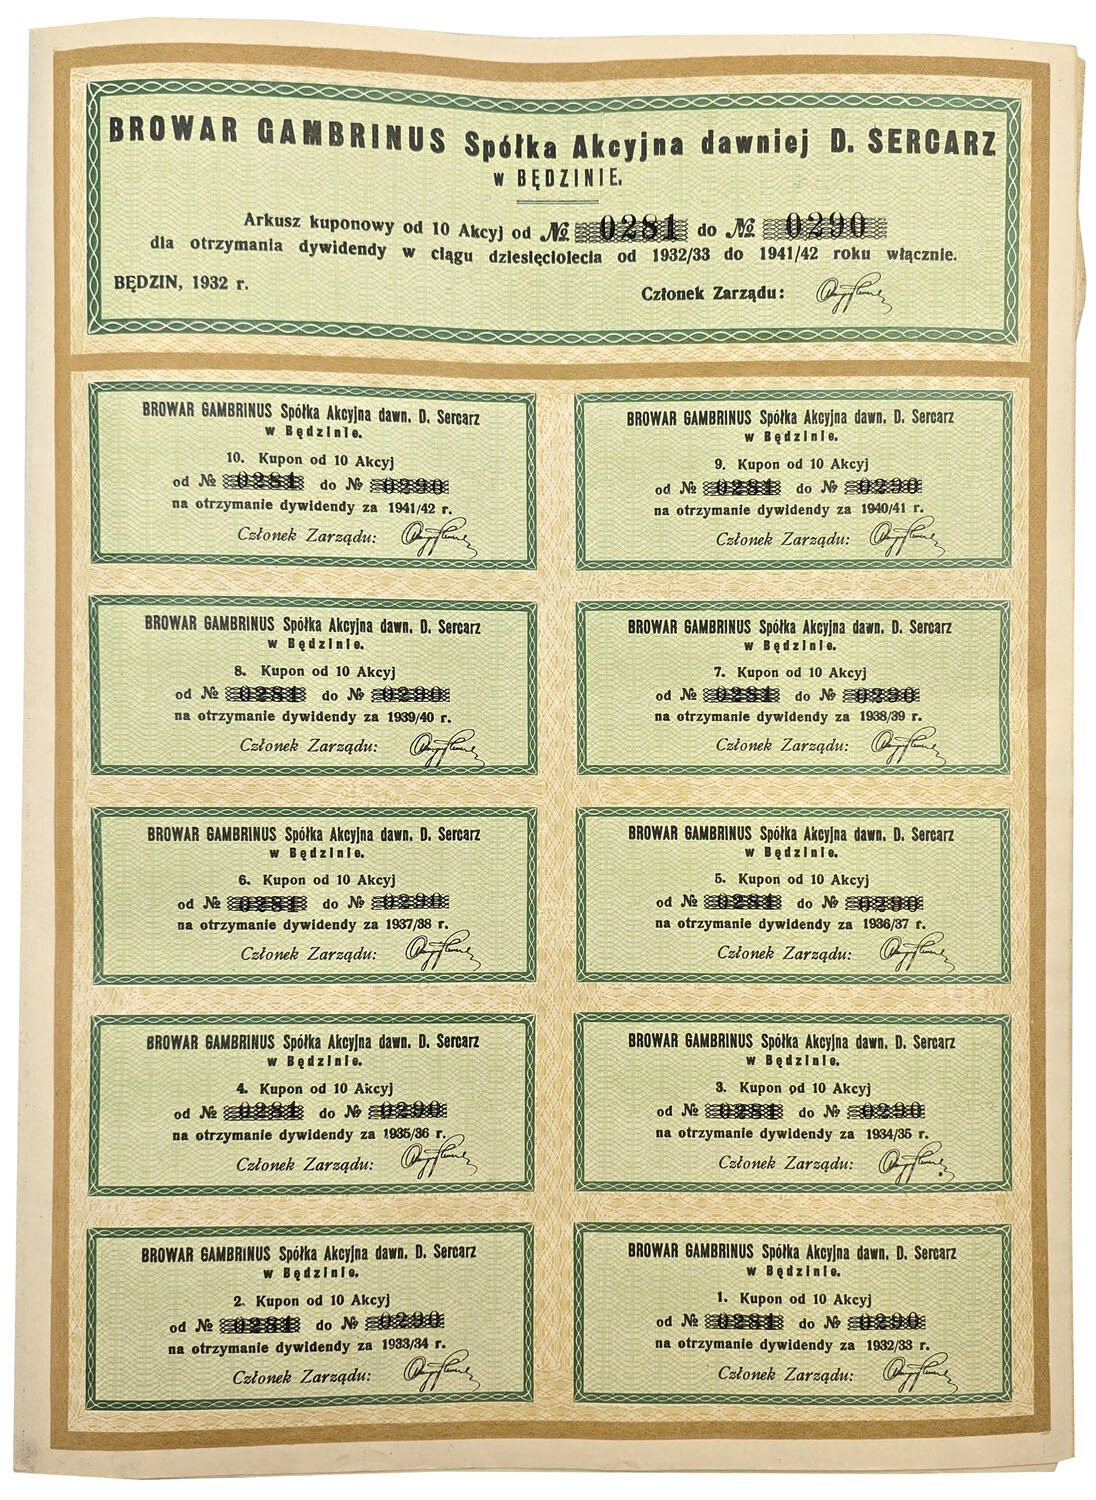 BROWAR GAMBRINUS Spółka Akcyjna dawniej D. SERCARZ
w BĘDZINIE.
Arkusz kuponowy od 10 Akcyj od № 0281 do № 0290
dla otrzymania dywidendy w ciągu dziesięciolecia od 1932/33 do 1941/42 roku włącznie.
BĘDZIN, 1932 r.
Członek Zarządu:
BROWAR GAMBRINUS Spółka Akcyjna dawn. D. Sercarz
w Będzinie.
10. Kupon od 10 Akcyj
od № 0281 do № 0290
na otrzymanie dywidendy za 1941/42 r.
Członek Zarządu:
BROWAR GAMBRINUS Spółka Akcyjna dawn. D. Sercarz
w Będzinie.
9. Kupon od 10 Akcyj
od № 0281 do № 0290
na otrzymanie dywidendy za 1940/41 r.
Członek Zarządu:
BROWAR GAMBRINUS Spółka Akcyjna dawn. D. Sercarz
w Będzinie.
8. Kupon od 10 Akcyj
od № 0281 do № 0290
na otrzymanie dywidendy za 1939/40 r.
Członek Zarządu:
BROWAR GAMBRINUS Spółka Akcyjna dawn. D. Sercarz
w Będzinie.
7. Kupon od 10 Akcyj
od № 0281 do № 0290
na otrzymanie dywidendy za 1938/39 r.
Członek Zarządu:
BROWAR GAMBRINUS Spółka Akcyjna dawn. D. Sercarz
w Będzinie.
6. Kupon od 10 Akcyj
od № 0281 do № 0290
na otrzymanie dywidendy za 1937/38 r.
Członek Zarządu:
BROWAR GAMBRINUS Spółka Akcyjna dawn. D. Sercarz
w Będzinie.
5. Kupon od 10 Akcyj
od № 0281 do № 0290
na otrzymanie dywidendy za 1936/37 r.
Członek Zarządu:
BROWAR GAMBRINUS Spółka Akcyjna dawn. D. Sercarz
w Będzinie.
4. Kupon od 10 Akcyj
od № 0281 do № 0290
na otrzymanie dywidendy za 1935/36 r.
Członek Zarządu:
BROWAR GAMBRINUS Spółka Akcyjna dawn. D. Sercarz
w Będzinie.
3. Kupon od 10 Akcyj
od № 0281 do № 0290
na otrzymanie dywidendy za 1934/35 r.
Członek Zarządu:
BROWAR GAMBRINUS Spółka Akcyjna dawn. D. Sercarz
w Będzinie.
2. Kupon od 10 Akcyj
od № 0281 do № 0290
na otrzymanie dywidendy za 1933/34 r.
Członek Zarządu:
BROWAR GAMBRINUS Spółka Akcyjna dawn. D. Sercarz
w Będzinie.
1. Kupon od 10 Akcyj
od № 0281 do № 0290
na otrzymanie dywidendy za 1932/33 r.
Członek Zarządu: